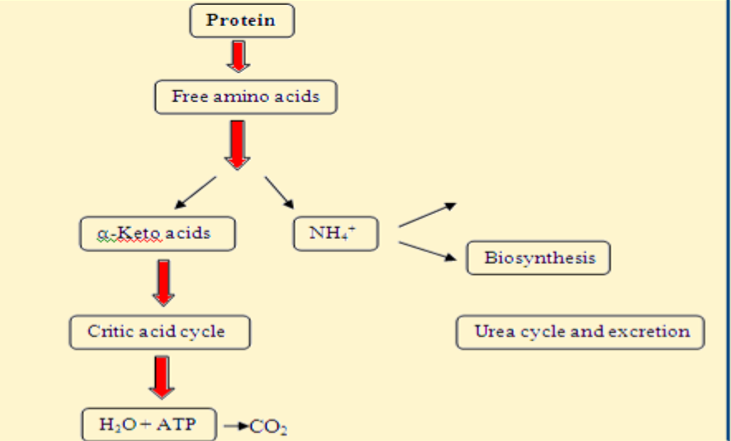 Protein
Free amino acids
α-Keto acids
NH₄⁺
Biosynthesis
Critic acid cycle
Urea cycle and excretion
H₂O + ATP
CO₂